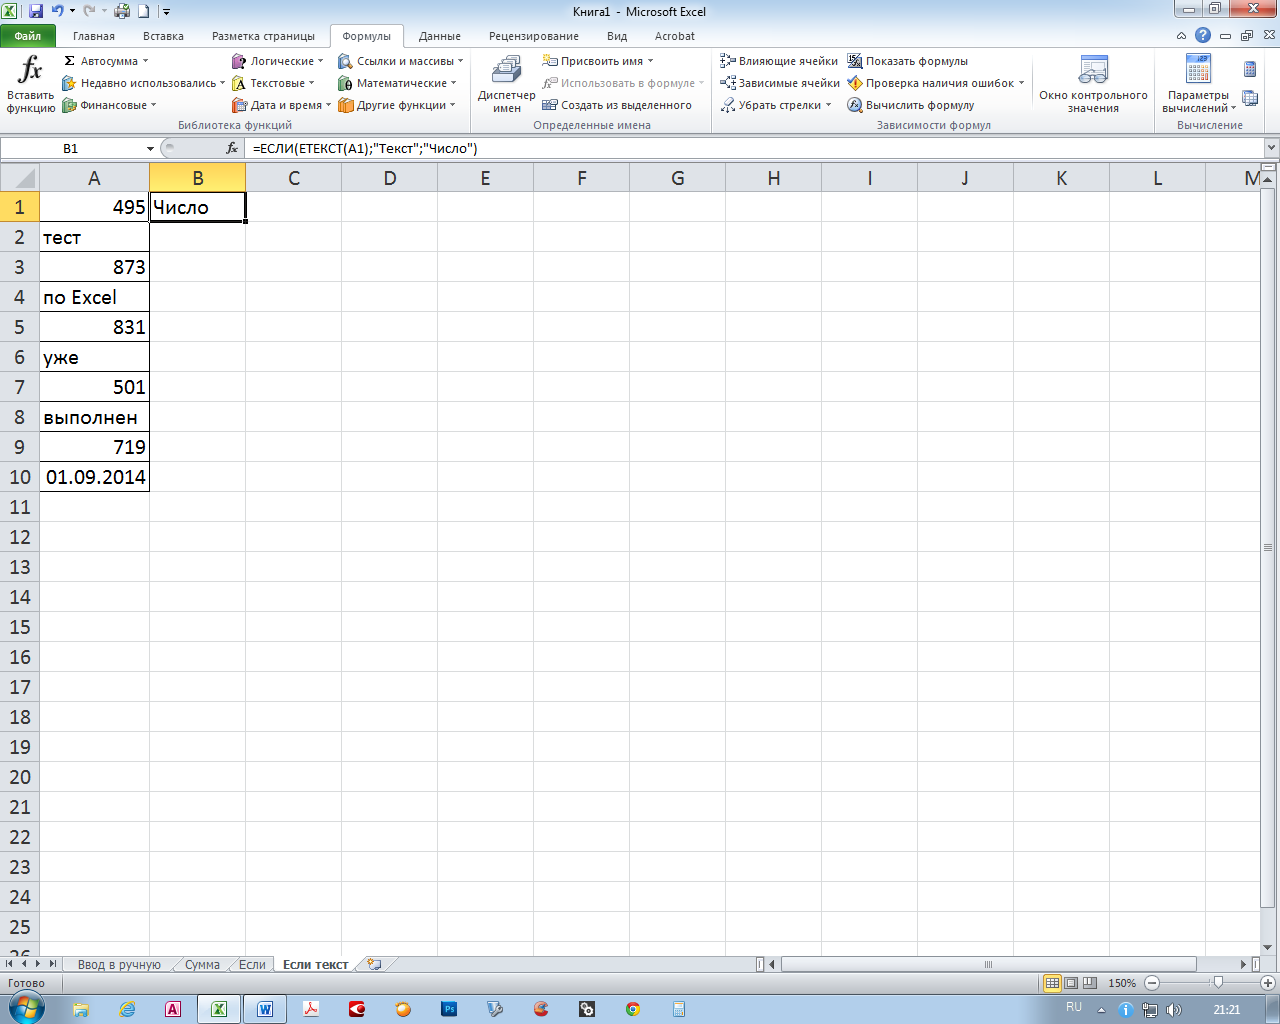 Книга1 - Microsoft Excel
Файл Главная Вставка Разметка страницы Формулы Данные Рецензирование Вид Acrobat
fx Вставить функцию
Σ Автосумма
Недавно использовались
Финансовые
Логические
Текстовые
Дата и время
Ссылки и массивы
Математические
Другие функции
Библиотека функций
Диспетчер имен
Присвоить имя
Использовать в формуле
Создать из выделенного
Определенные имена
Влияющие ячейки
Зависимые ячейки
Убрать стрелки
Показать формулы
Проверка наличия ошибок
Вычислить формулу
Зависимости формул
Окно контрольного значения
Параметры вычислений
Вычисление
B1 fx =ЕСЛИ(ЕТЕКСТ(A1);"Текст";"Число")
A B C D E F G H I J K L M
1 495 Число
2 тест
3 873
4 по Excel
5 831
6 уже
7 501
8 выполнен
9 719
10 01.09.2014
11
12
13
14
15
16
17
18
19
20
21
22
23
24
25
26
Ввод в ручную Сумма Если Если текст
Готово 150%
RU 21:21